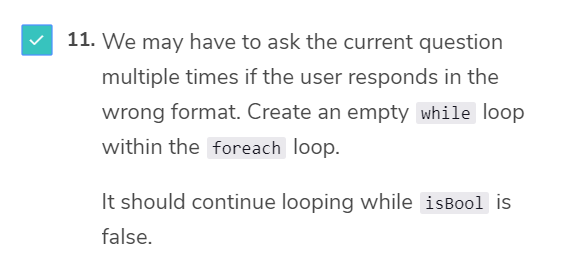 11. We may have to ask the current question
multiple times if the user responds in the
wrong format. Create an empty while loop
within the foreach loop.
It should continue looping while isBool is
false.